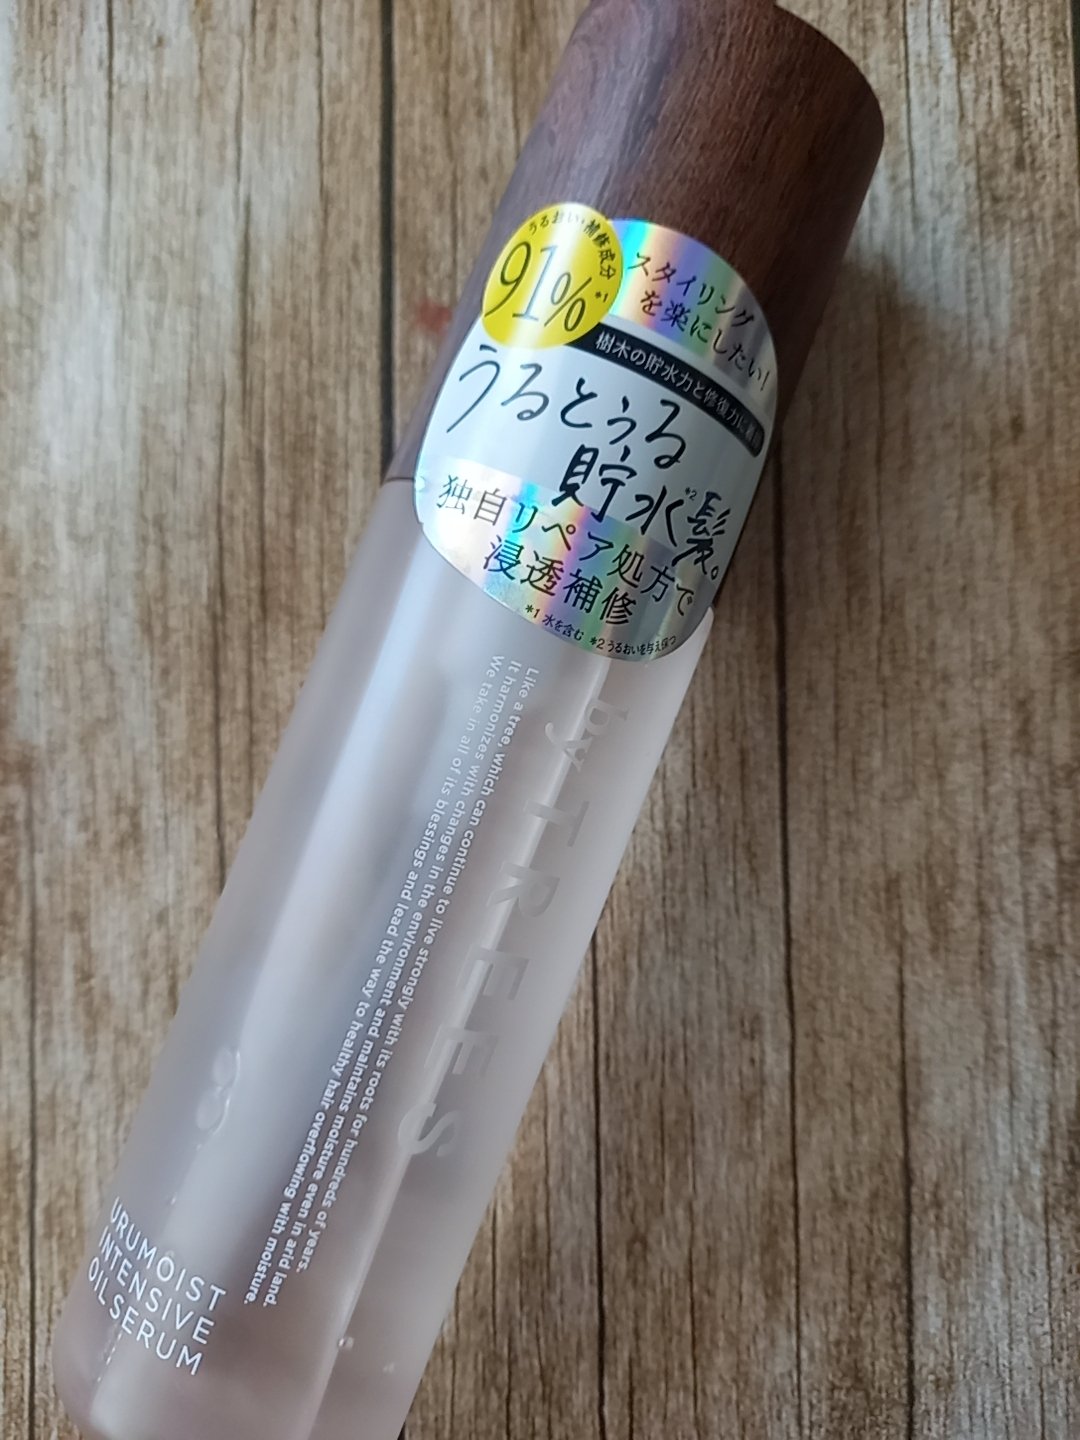 うるおい・補修成分*1
91%
スタイリング
を楽にしたい!
樹木の貯水力と修復力に着目
うるとぅる
貯水*2髪。
独自リペア処方で
浸透補修
*1 水を含む *2 うるおいを与え保つ
by TREES
Like a tree, which can continue to live strongly with its roots for hundreds of years.
It harmonizes with changes in the environment and maintains moisture even in arid land.
We take in all of its blessings and lead the way to healthy hair overflowing with moisture.
URUMOIST
INTENSIVE
OIL SERUM